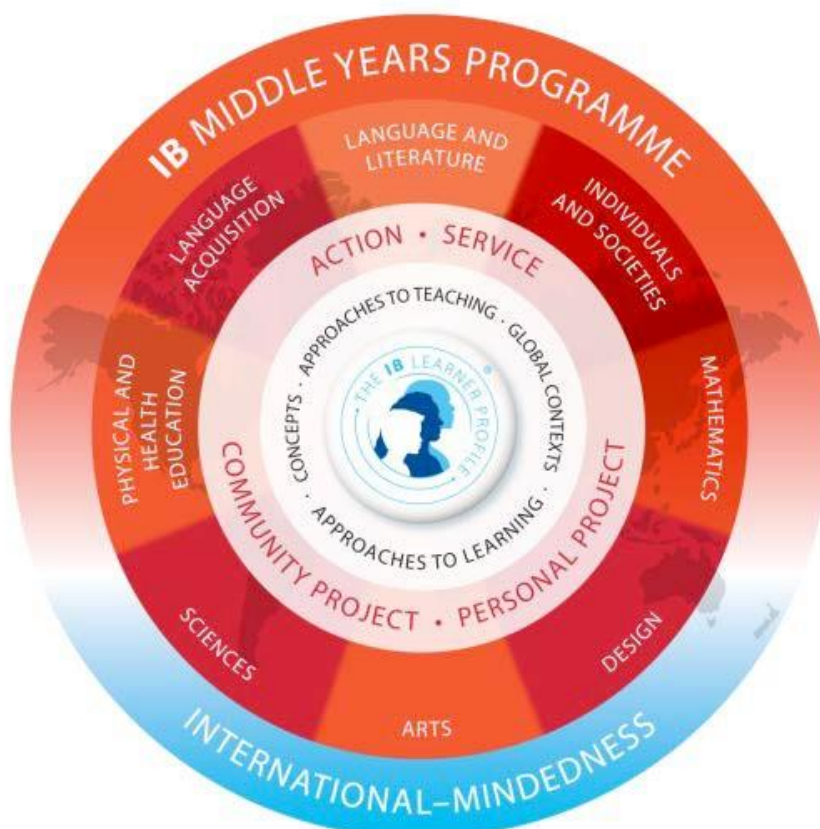 IB MIDDLE YEARS PROGRAMME
LANGUAGE AND
LITERATURE
INDIVIDUALS
AND SOCIETIES
MATHEMATICS
DESIGN
ARTS
SCIENCES
PHYSICAL AND
HEALTH
EDUCATION
LANGUAGE
ACQUISITION
ACTION • SERVICE
COMMUNITY PROJECT • PERSONAL PROJECT
APPROACHES TO TEACHING · GLOBAL CONTEXTS ·
APPROACHES TO LEARNING · CONCEPTS ·
• THE IB LEARNER PROFILE •
®
INTERNATIONAL–MINDEDNESS